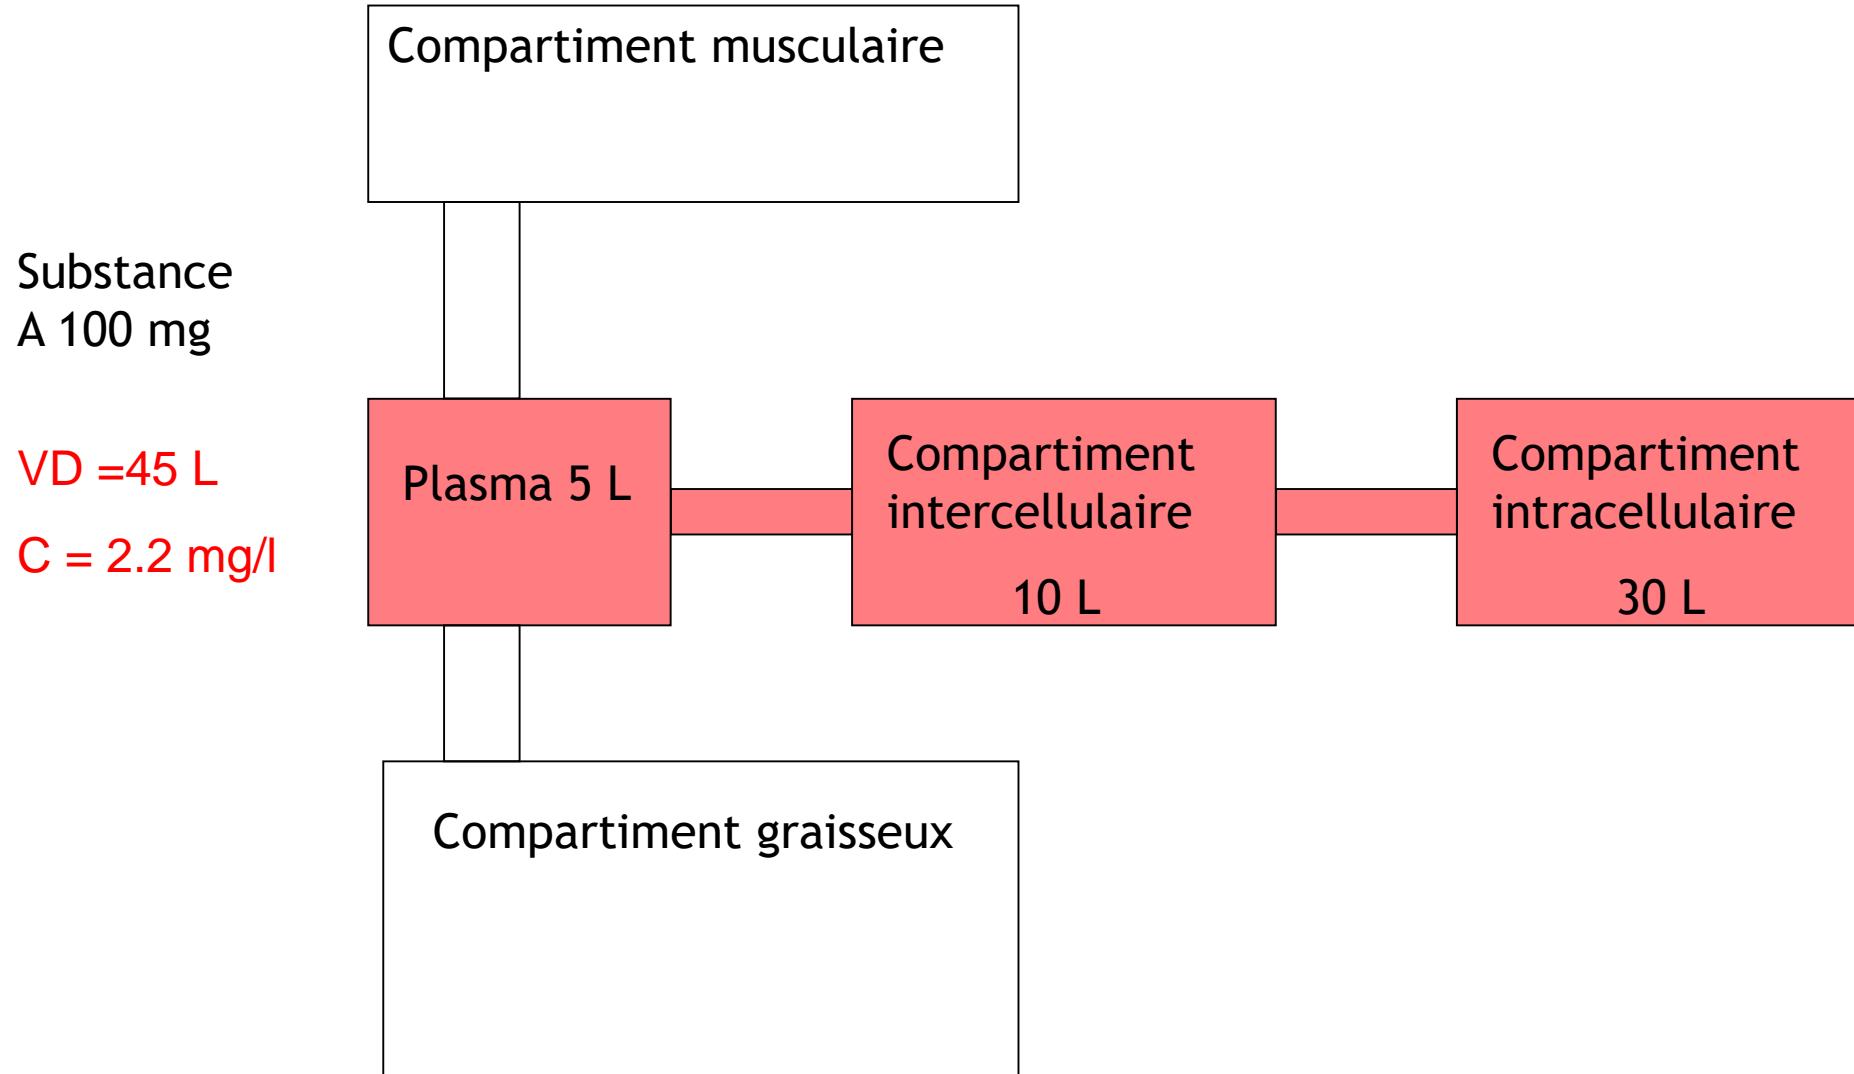 Compartiment musculaire
Substance
A 100 mg
VD =45 L
C = 2.2 mg/l
Plasma 5 L
Compartiment
intercellulaire
10 L
Compartiment
intracellulaire
30 L
Compartiment graisseux